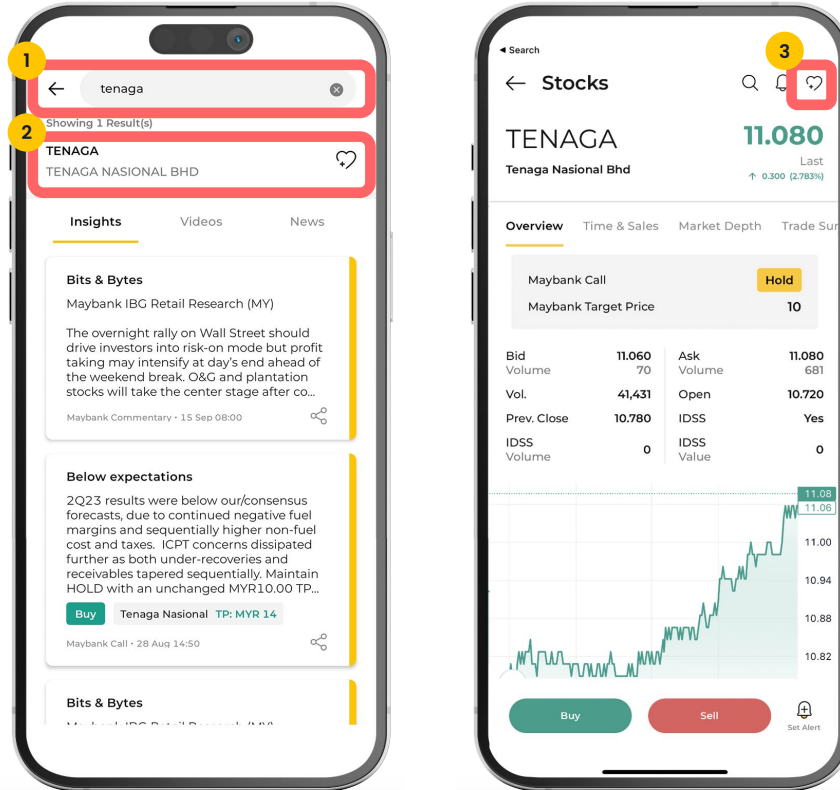 1
tenaga
Showing 1 Result(s)
2
TENAGA
TENAGA NASIONAL BHD
Insights Videos News
Bits & Bytes
Maybank IBG Retail Research (MY)
The overnight rally on Wall Street should
drive investors into risk-on mode but profit
taking may intensify at day's end ahead of
the weekend break. O&G and plantation
stocks will take the center stage after co...
Maybank Commentary • 15 Sep 08:00
Below expectations
2Q23 results were below our/consensus
forecasts, due to continued negative fuel
margins and sequentially higher non-fuel
cost and taxes. ICPT concerns dissipated
further as both under-recoveries and
receivables tapered sequentially. Maintain
HOLD with an unchanged MYR10.00 TP...
Buy Tenaga Nasional TP: MYR 14
Maybank Call • 28 Aug 14:50
Bits & Bytes
Maybank IBG Retail Research (MY)
Search
3
Stocks
TENAGA 11.080
Last
Tenaga Nasional Bhd
↑ 0.300 (2.783%)
Overview Time & Sales Market Depth Trade Sur
Maybank Call Hold
Maybank Target Price 10
Bid 11.060 Ask 11.080
Volume 70 Volume 681
Vol. 41,431 Open 10.720
Prev. Close 10.780 IDSS Yes
IDSS 0 IDSS 0
Volume Value
11.08
11.06
11.00
10.94
10.88
10.82
Buy Sell
Set Alert